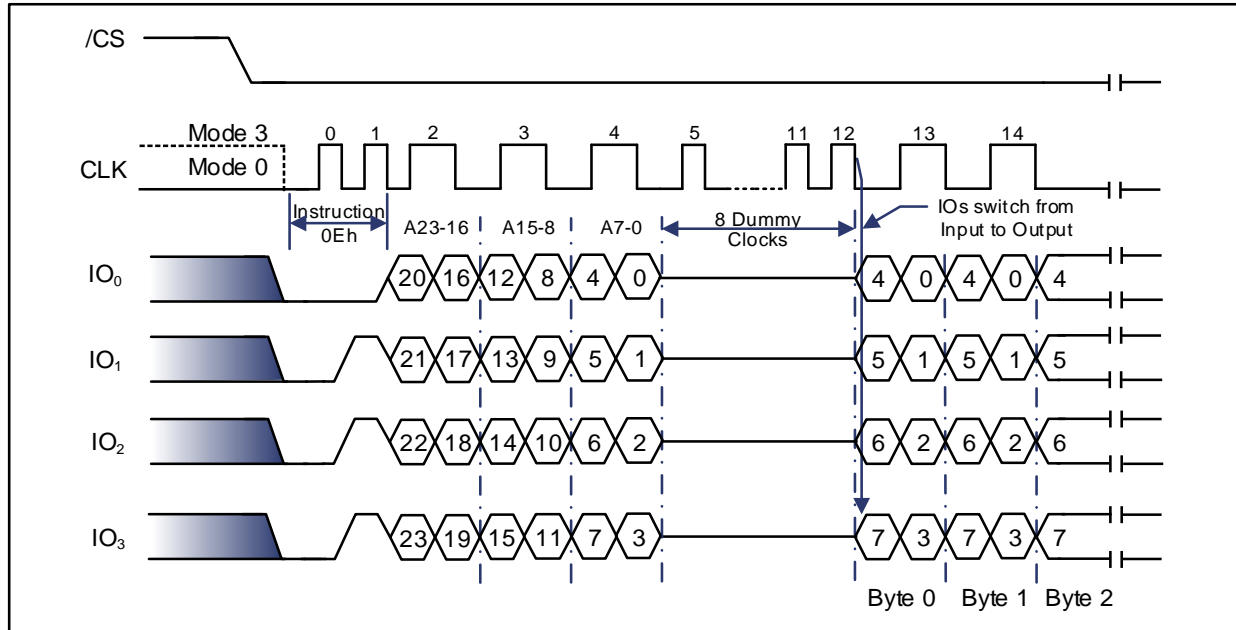 /CS
Mode 3
0 1 2 3 4 5 11 12 13 14
CLK
Mode 0
Instruction
0Eh
A23-16 A15-8 A7-0
8 Dummy
Clocks
IOs switch from
Input to Output
IO₀ 20 16 12 8 4 0 4 0 4 0 4
IO₁ 21 17 13 9 5 1 5 1 5 1 5
IO₂ 22 18 14 10 6 2 6 2 6 2 6
IO₃ 23 19 15 11 7 3 7 3 7 3 7
Byte 0 Byte 1 Byte 2